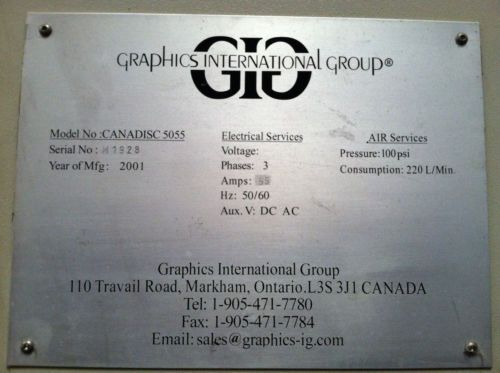 GRAPHICS INTERNATIONAL GROUP®
GIG
Model No :CANADISC 5055
Serial No : M7928
Year of Mfg: 2001
Electrical Services
Voltage:
Phases: 3
Amps:
Hz: 50/60
Aux. V: DC AC
AIR Services
Pressure:100psi
Consumption: 220 L/Min.
Graphics International Group
110 Travail Road, Markham, Ontario.L3S 3J1 CANADA
Tel: 1-905-471-7780
Fax: 1-905-471-7784
Email: sales@graphics-ig.com